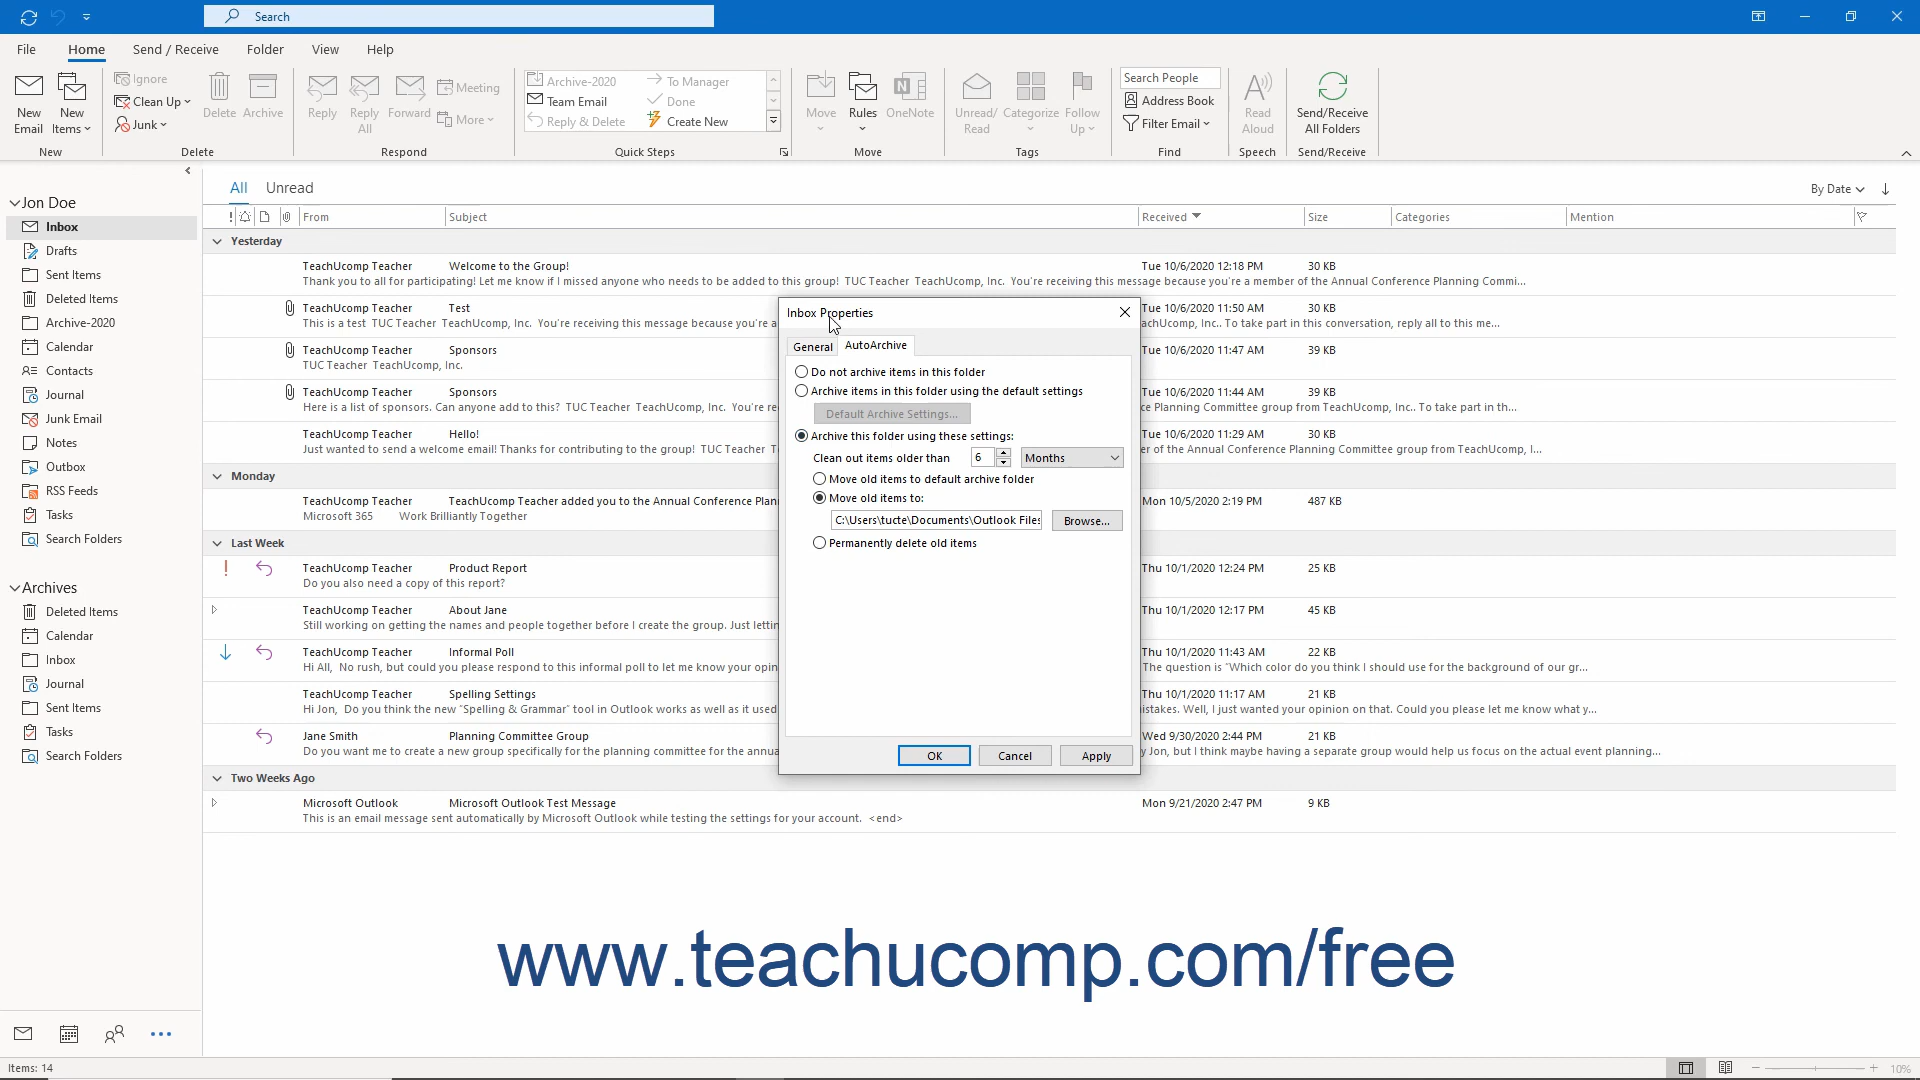 Search
File Home Send / Receive Folder View Help
New Email
New Items
New
Ignore
Clean Up
Junk
Delete
Archive
Delete
Reply
Reply All
Forward
Meeting
More
Respond
Archive-2020
Team Email
Reply & Delete
To Manager
Done
Create New
Quick Steps
Move
Rules
OneNote
Move
Unread/ Read
Categorize
Follow Up
Tags
Search People
Address Book
Filter Email
Find
Read Aloud
Speech
Send/Receive All Folders
Send/Receive
Jon Doe
Inbox
Drafts
Sent Items
Deleted Items
Archive-2020
Calendar
Contacts
Journal
Junk Email
Notes
Outbox
RSS Feeds
Tasks
Search Folders
Archives
Deleted Items
Calendar
Inbox
Journal
Sent Items
Tasks
Search Folders
All Unread By Date
From Subject Received Size Categories Mention
Yesterday
TeachUcomp Teacher Welcome to the Group! Tue 10/6/2020 12:18 PM 30 KB
Thank you to all for participating! Let me know if I missed anyone who needs to be added to this group! TUC Teacher TeachUcomp, Inc. You're receiving this message because you're a member of the Annual Conference Planning Commi...
TeachUcomp Teacher Test Tue 10/6/2020 11:50 AM 30 KB
This is a test TUC Teacher TeachUcomp, Inc. You're receiving this message because you're a achUcomp, Inc.. To take part in this conversation, reply all to this me...
TeachUcomp Teacher Sponsors Tue 10/6/2020 11:47 AM 39 KB
TUC Teacher TeachUcomp, Inc.
TeachUcomp Teacher Sponsors Tue 10/6/2020 11:44 AM 39 KB
Here is a list of sponsors. Can anyone add to this? TUC Teacher TeachUcomp, Inc. You're re ce Planning Committee group from TeachUcomp, Inc.. To take part in th...
TeachUcomp Teacher Hello! Tue 10/6/2020 11:29 AM 30 KB
Just wanted to send a welcome email! Thanks for contributing to the group! TUC Teacher T er of the Annual Conference Planning Committee group from TeachUcomp, I...
Monday
TeachUcomp Teacher TeachUcomp Teacher added you to the Annual Conference Plan Mon 10/5/2020 2:19 PM 487 KB
Microsoft 365 Work Brilliantly Together
Last Week
TeachUcomp Teacher Product Report Thu 10/1/2020 12:24 PM 25 KB
Do you also need a copy of this report?
TeachUcomp Teacher About Jane Thu 10/1/2020 12:17 PM 45 KB
Still working on getting the names and people together before I create the group. Just lettin
TeachUcomp Teacher Informal Poll Thu 10/1/2020 11:43 AM 22 KB
Hi All, No rush, but could you please respond to this informal poll to let me know your opin The question is "Which color do you think I should use for the background of our gr...
TeachUcomp Teacher Spelling Settings Thu 10/1/2020 11:17 AM 21 KB
Hi Jon, Do you think the new "Spelling & Grammar" tool in Outlook works as well as it used istakes. Well, I just wanted your opinion on that. Could you please let me know what y...
Jane Smith Planning Committee Group Wed 9/30/2020 2:44 PM 21 KB
Do you want me to create a new group specifically for the planning committee for the annua y Jon, but I think maybe having a separate group would help us focus on the actual event planning...
Two Weeks Ago
Microsoft Outlook Microsoft Outlook Test Message Mon 9/21/2020 2:47 PM 9 KB
This is an email message sent automatically by Microsoft Outlook while testing the settings for your account. <end>
Inbox Properties
General AutoArchive
Do not archive items in this folder
Archive items in this folder using the default settings
Default Archive Settings...
Archive this folder using these settings:
Clean out items older than 6 Months
Move old items to default archive folder
Move old items to:
C:\Users\tucte\Documents\Outlook Files Browse...
Permanently delete old items
OK Cancel Apply
www.teachucomp.com/free
Items: 14 10%